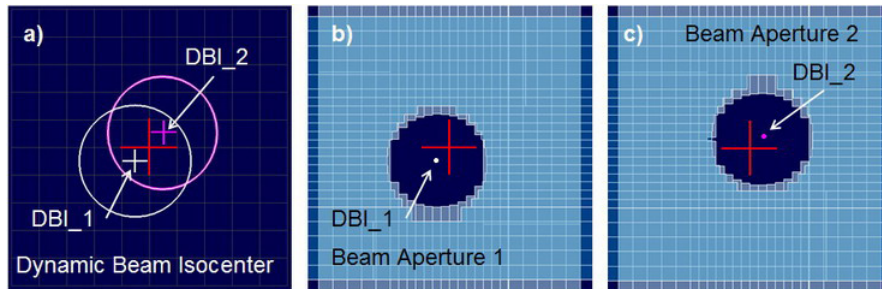 a)
DBI_2
DBI_1
Dynamic Beam Isocenter
b)
DBI_1
Beam Aperture 1
c)
Beam Aperture 2
DBI_2